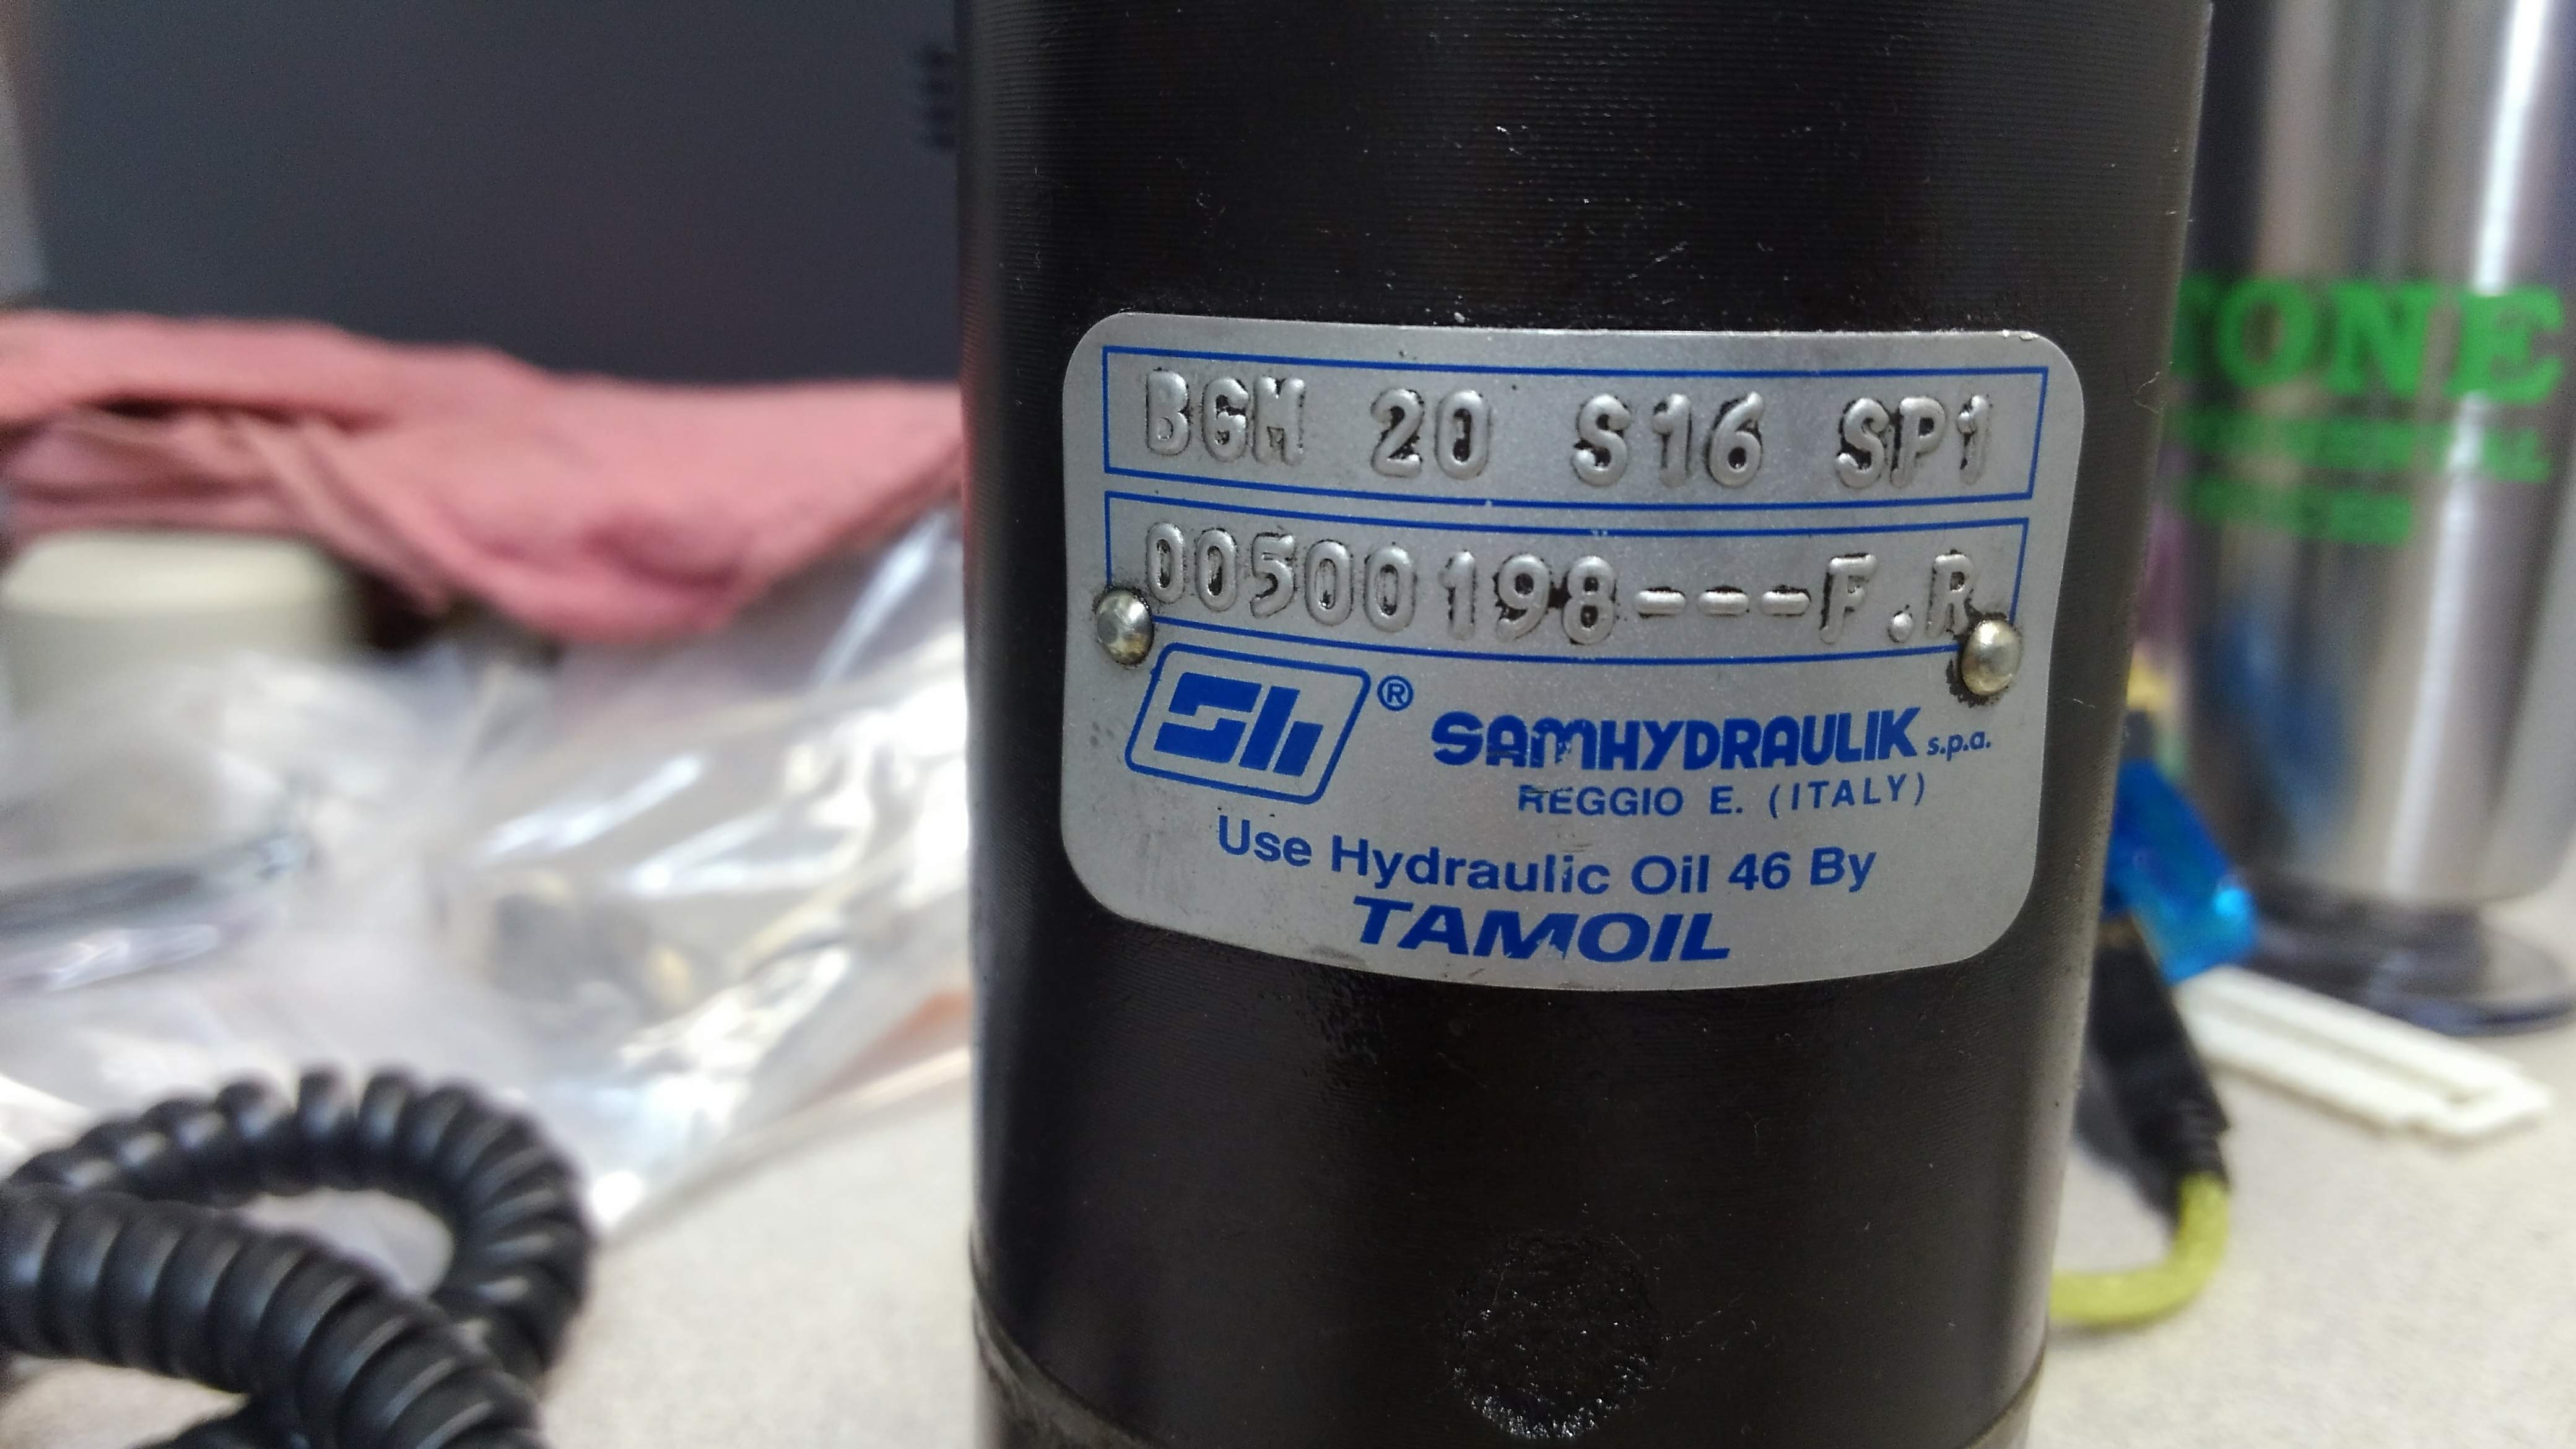 BGM 20 S16 SP1
00500198---F.R
Sh ®
SAMHYDRAULIK s.p.a.
REGGIO E. (ITALY)
Use Hydraulic Oil 46 By
TAMOIL
ONE